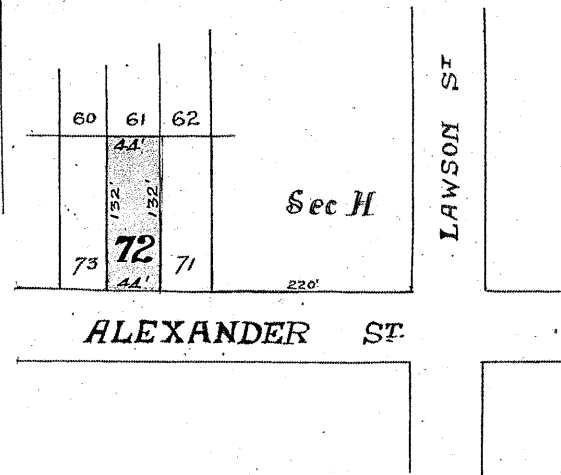 60 61 62
44'
132' 132'
72
73 71
44'
Sec H
220'
LAWSON ST
ALEXANDER ST.